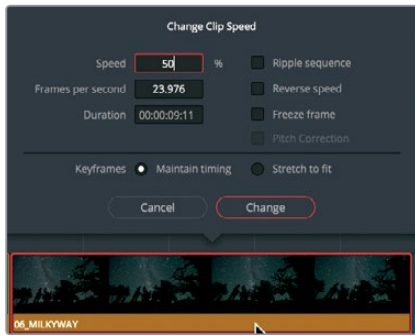 Change Clip Speed
Speed 50 % Ripple sequence
Frames per second 23.976 Reverse speed
Duration 00:00:09:11 Freeze frame
Pitch Correction
Keyframes Maintain timing Stretch to fit
Cancel Change
06_MILKYWAY